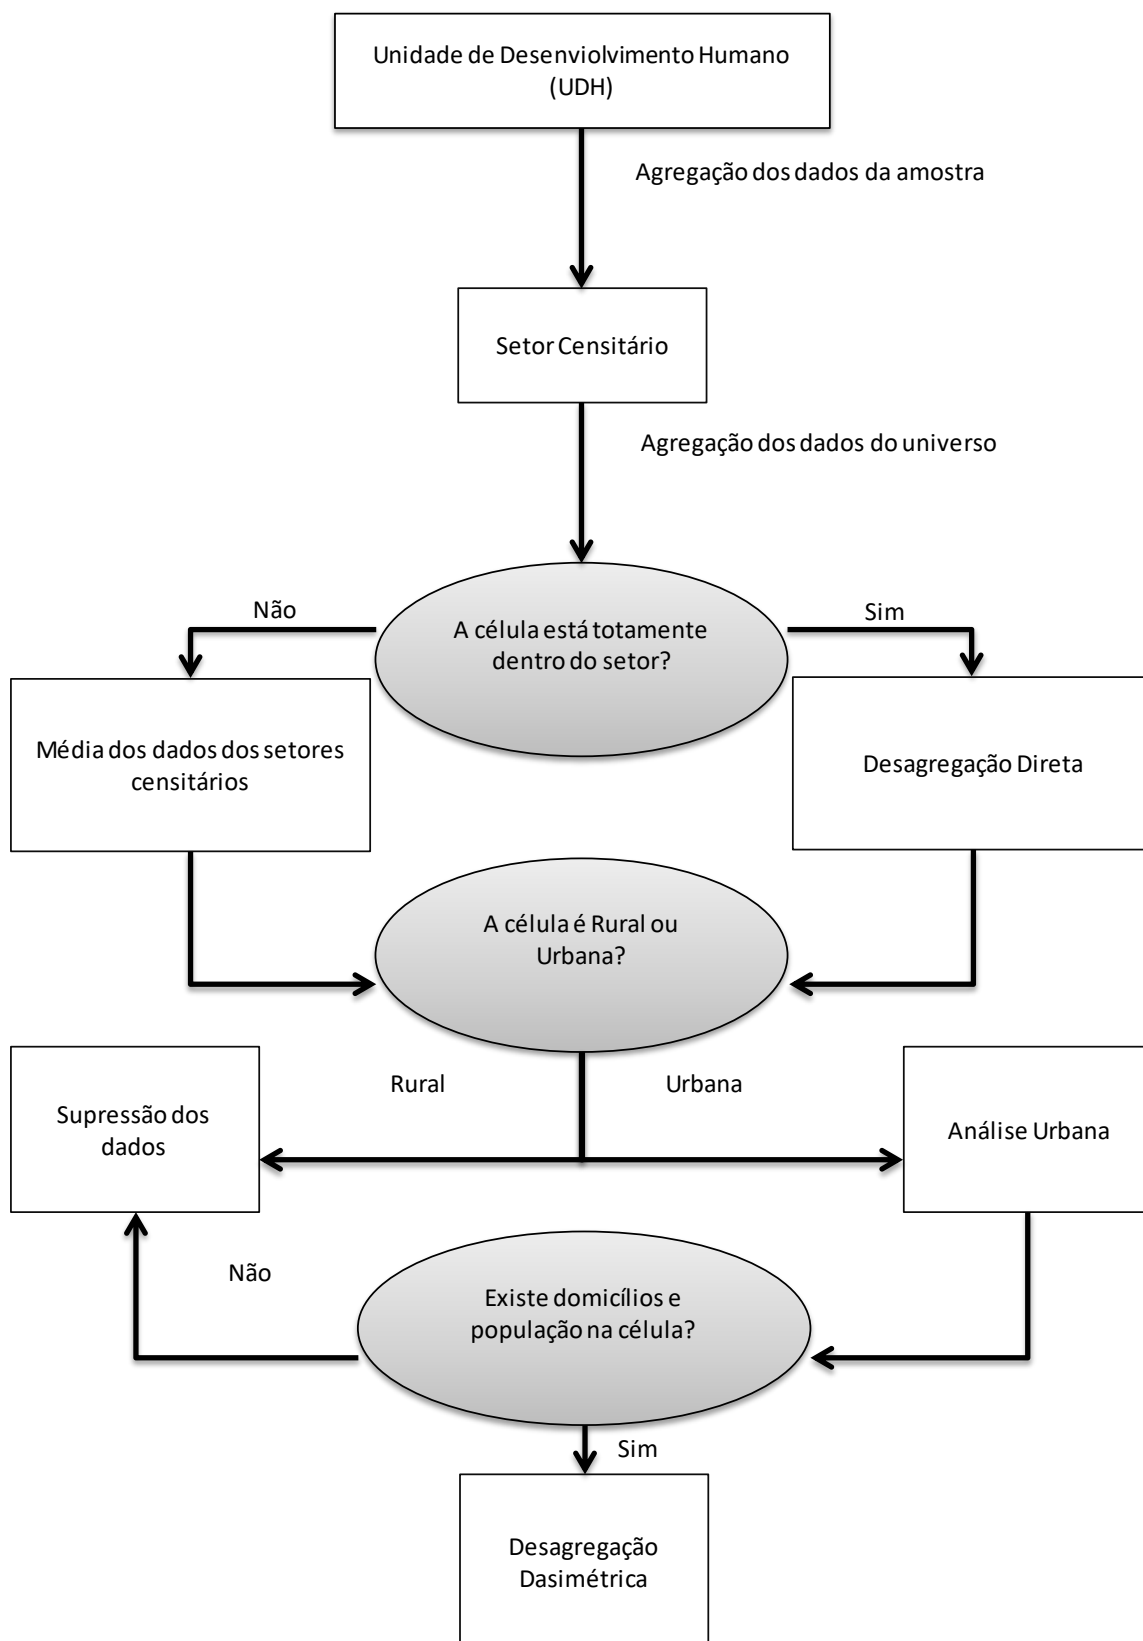 Unidade de Desenviolvimento Humano
(UDH)
Agregação dos dados da amostra
Setor Censitário
Agregação dos dados do universo
Não
Sim
A célula está totamente
dentro do setor?
Média dos dados dos setores
censitários
Desagregação Direta
A célula é Rural ou
Urbana?
Rural
Urbana
Supressão dos
dados
Análise Urbana
Não
Existe domicílios e
população na célula?
Sim
Desagregação
Dasimétrica